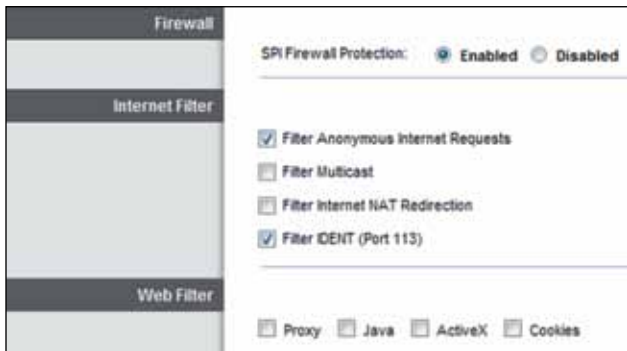 Firewall
SPI Firewall Protection: Enabled Disabled
Internet Filter
Filter Anonymous Internet Requests
Filter Multicast
Filter Internet NAT Redirection
Filter IDENT (Port 113)
Web Filter
Proxy Java ActiveX Cookies